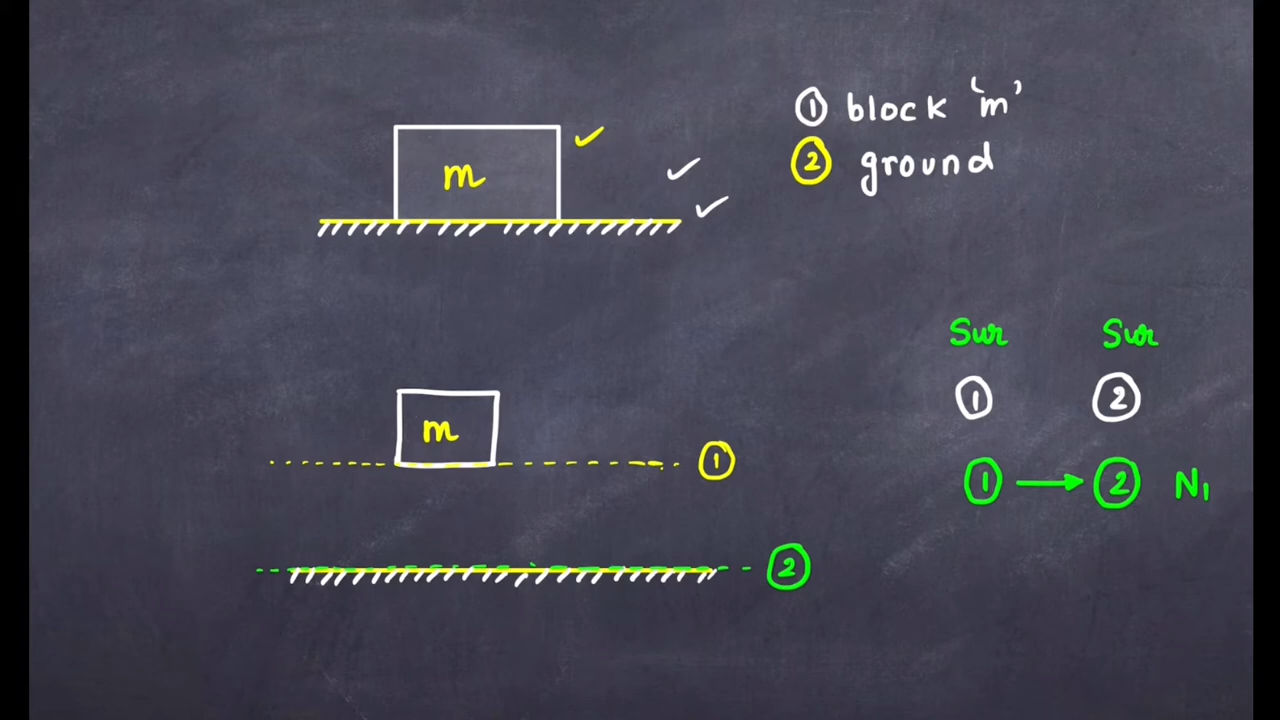 ① block 'm'
② ground
m
Sur Sur
① ②
m
①
① → ② N₁
②